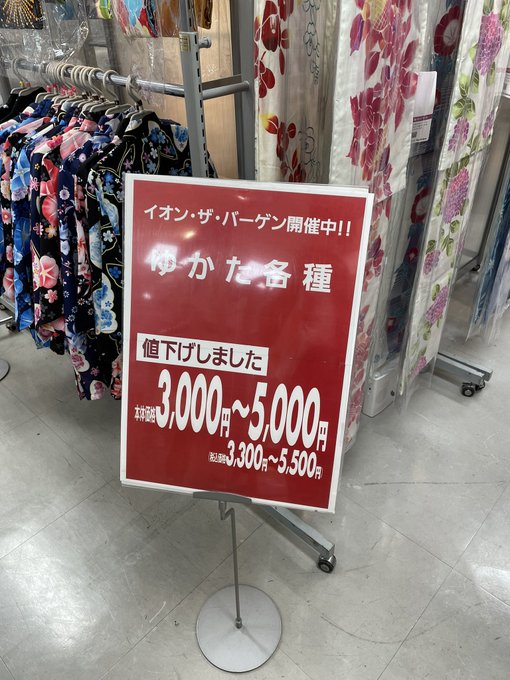 イオン・ザ・バーゲン開催中!!
ゆかた各種
値下げしました
本体価格3,000円〜5,000円
(税込価格3,300円〜5,500円)